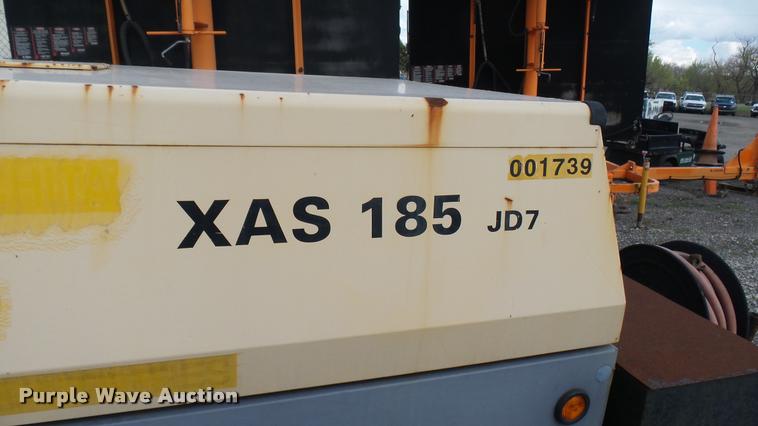 001739
XAS 185 JD7
Purple Wave Auction